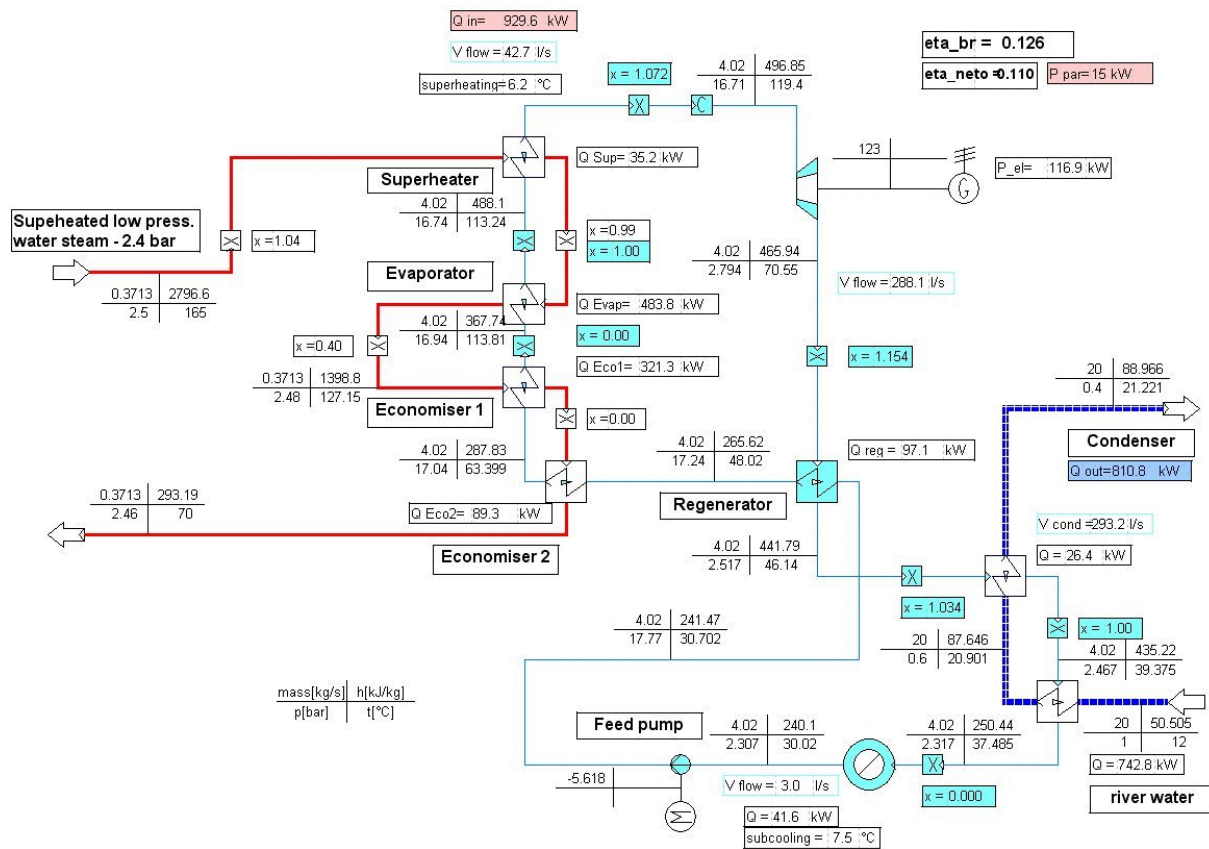 Q in= 929.6 kW
V flow = 42.7 l/s
superheating= 6.2 °C
x = 1.072
4.02 496.85
16.71 119.4
eta_br = 0.126
eta_neto =0.110
P par= 15 kW
X
C
Q Sup= 35.2 kW
123
G
P_el= 116.9 kW
Superheater
4.02 488.1
16.74 113.24
Supeheated low press.
water steam - 2.4 bar
x =1.04
x =0.99
x = 1.00
4.02 465.94
2.794 70.55
0.3713 2796.6
2.5 165
Evaporator
Q Evap= 483.8 kW
V flow = 288.1 l/s
4.02 367.74
16.94 113.81
x = 0.00
x =0.40
x = 1.154
Q Eco1= 321.3 kW
0.3713 1398.8
2.48 127.15
20 88.966
0.4 21.221
Economiser 1
x =0.00
Condenser
4.02 287.83
17.04 63.399
4.02 265.62
17.24 48.02
Q reg = 97.1 kW
Q out=810.8 kW
0.3713 293.19
2.46 70
Q Eco2= 89.3 kW
Regenerator
V cond =293.2 l/s
Economiser 2
4.02 441.79
2.517 46.14
Q = 26.4 kW
X
x = 1.034
4.02 241.47
17.77 30.702
20 87.646
0.6 20.901
x = 1.00
4.02 435.22
2.467 39.375
mass[kg/s] h[kJ/kg]
p[bar] t[°C]
Feed pump
4.02 240.1
2.307 30.02
4.02 250.44
2.317 37.485
20 50.505
1 12
Q = 742.8 kW
X
-5.618
V flow = 3.0 l/s
x = 0.000
river water
Q = 41.6 kW
subcooling = 7.5 °C